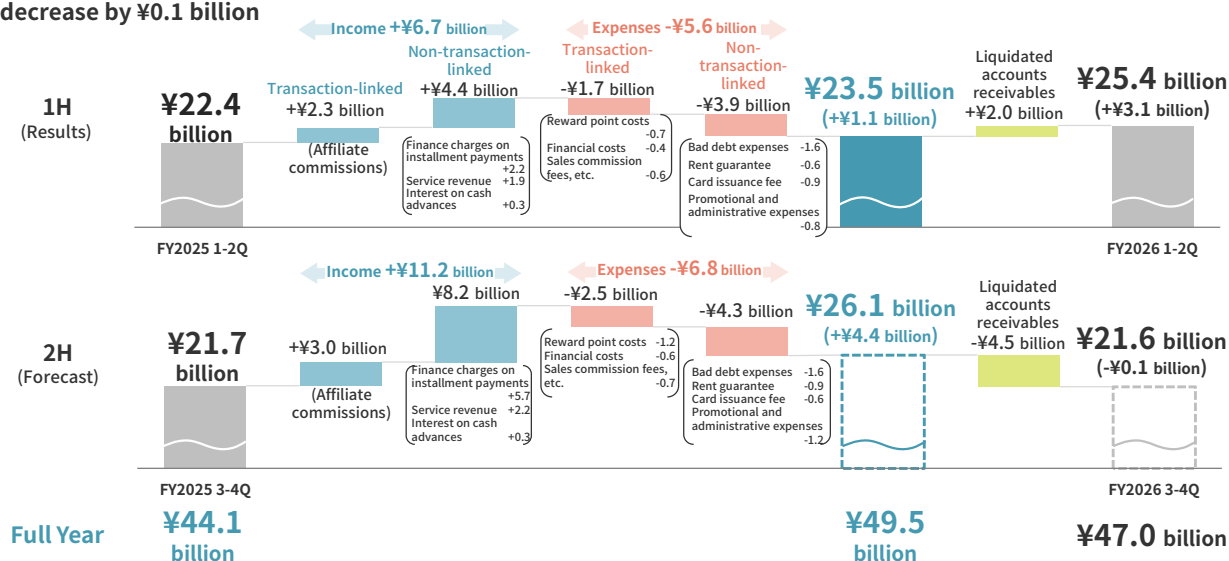 decrease by ¥0.1 billion
Income +¥6.7 billion
Expenses -¥5.6 billion
1H
(Results)
¥22.4
billion
Transaction-linked
+¥2.3 billion
(Affiliate
commissions)
Non-transaction-
linked
+¥4.4 billion
Finance charges on
installment payments
+2.2
Service revenue +1.9
Interest on cash
advances +0.3
Transaction-
linked
-¥1.7 billion
Reward point costs
-0.7
Financial costs -0.4
Sales commission
fees, etc. -0.6
Non-
transaction-
linked
-¥3.9 billion
Bad debt expenses -1.6
Rent guarantee -0.6
Card issuance fee -0.9
Promotional and
administrative expenses
-0.8
¥23.5 billion
(+¥1.1 billion)
Liquidated
accounts
receivables
+¥2.0 billion
¥25.4 billion
(+¥3.1 billion)
FY2025 1-2Q
FY2026 1-2Q
Income +¥11.2 billion
Expenses -¥6.8 billion
2H
(Forecast)
¥21.7
billion
+¥3.0 billion
(Affiliate
commissions)
¥8.2 billion
Finance charges on
installment payments
+5.7
Service revenue +2.2
Interest on cash
advances +0.3
-¥2.5 billion
Reward point costs -1.2
Financial costs -0.6
Sales commission fees,
etc. -0.7
-¥4.3 billion
Bad debt expenses -1.6
Rent guarantee -0.9
Card issuance fee -0.6
Promotional and
administrative expenses
-1.2
¥26.1 billion
(+¥4.4 billion)
Liquidated
accounts
receivables
-¥4.5 billion
¥21.6 billion
(-¥0.1 billion)
FY2025 3-4Q
FY2026 3-4Q
Full Year
¥44.1
billion
¥49.5
billion
¥47.0 billion